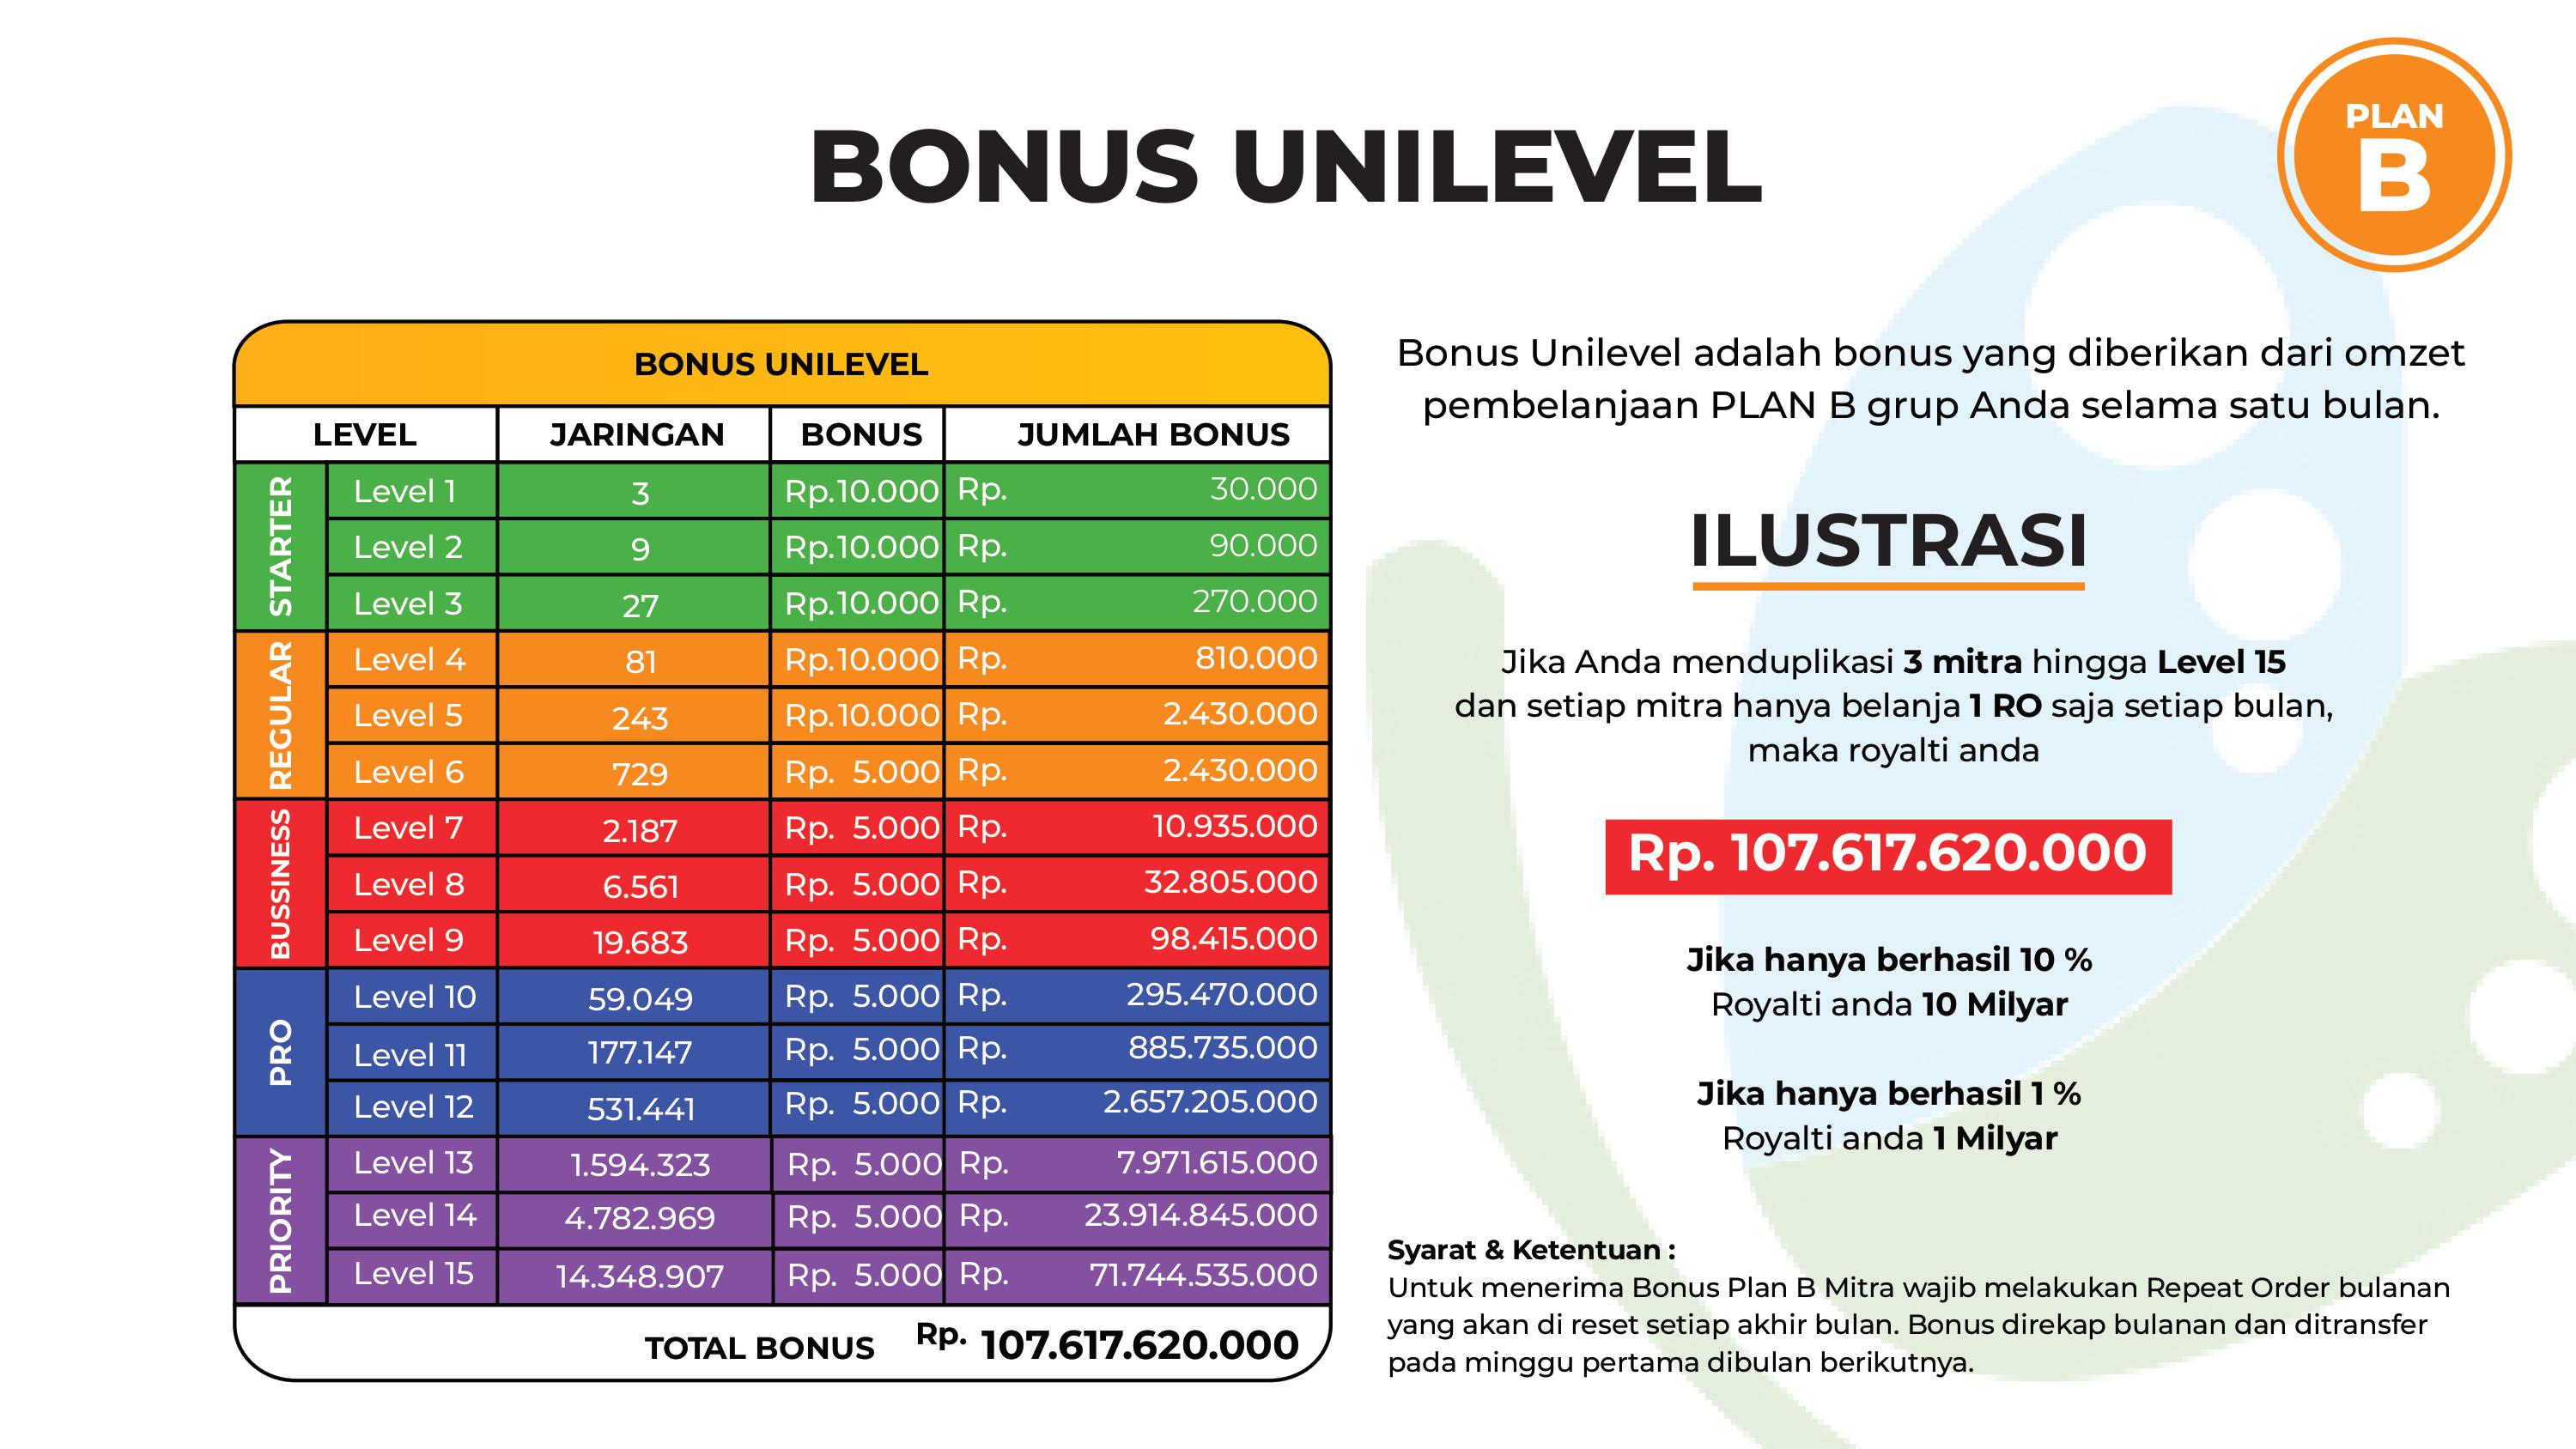 PLAN
B
BONUS UNILEVEL
BONUS UNILEVEL
LEVEL JARINGAN BONUS JUMLAH BONUS
STARTER
Level 1 3 Rp.10.000 Rp. 30.000
Level 2 9 Rp.10.000 Rp. 90.000
Level 3 27 Rp.10.000 Rp. 270.000
REGULAR
Level 4 81 Rp.10.000 Rp. 810.000
Level 5 243 Rp.10.000 Rp. 2.430.000
Level 6 729 Rp. 5.000 Rp. 2.430.000
BUSSINESS
Level 7 2.187 Rp. 5.000 Rp. 10.935.000
Level 8 6.561 Rp. 5.000 Rp. 32.805.000
Level 9 19.683 Rp. 5.000 Rp. 98.415.000
PRO
Level 10 59.049 Rp. 5.000 Rp. 295.470.000
Level 11 177.147 Rp. 5.000 Rp. 885.735.000
Level 12 531.441 Rp. 5.000 Rp. 2.657.205.000
PRIORITY
Level 13 1.594.323 Rp. 5.000 Rp. 7.971.615.000
Level 14 4.782.969 Rp. 5.000 Rp. 23.914.845.000
Level 15 14.348.907 Rp. 5.000 Rp. 71.744.535.000
TOTAL BONUS Rp. 107.617.620.000
Bonus Unilevel adalah bonus yang diberikan dari omzet
pembelanjaan PLAN B grup Anda selama satu bulan.
ILUSTRASI
Jika Anda menduplikasi 3 mitra hingga Level 15
dan setiap mitra hanya belanja 1 RO saja setiap bulan,
maka royalti anda
Rp. 107.617.620.000
Jika hanya berhasil 10 %
Royalti anda 10 Milyar
Jika hanya berhasil 1 %
Royalti anda 1 Milyar
Syarat & Ketentuan :
Untuk menerima Bonus Plan B Mitra wajib melakukan Repeat Order bulanan
yang akan di reset setiap akhir bulan. Bonus direkap bulanan dan ditransfer
pada minggu pertama dibulan berikutnya.